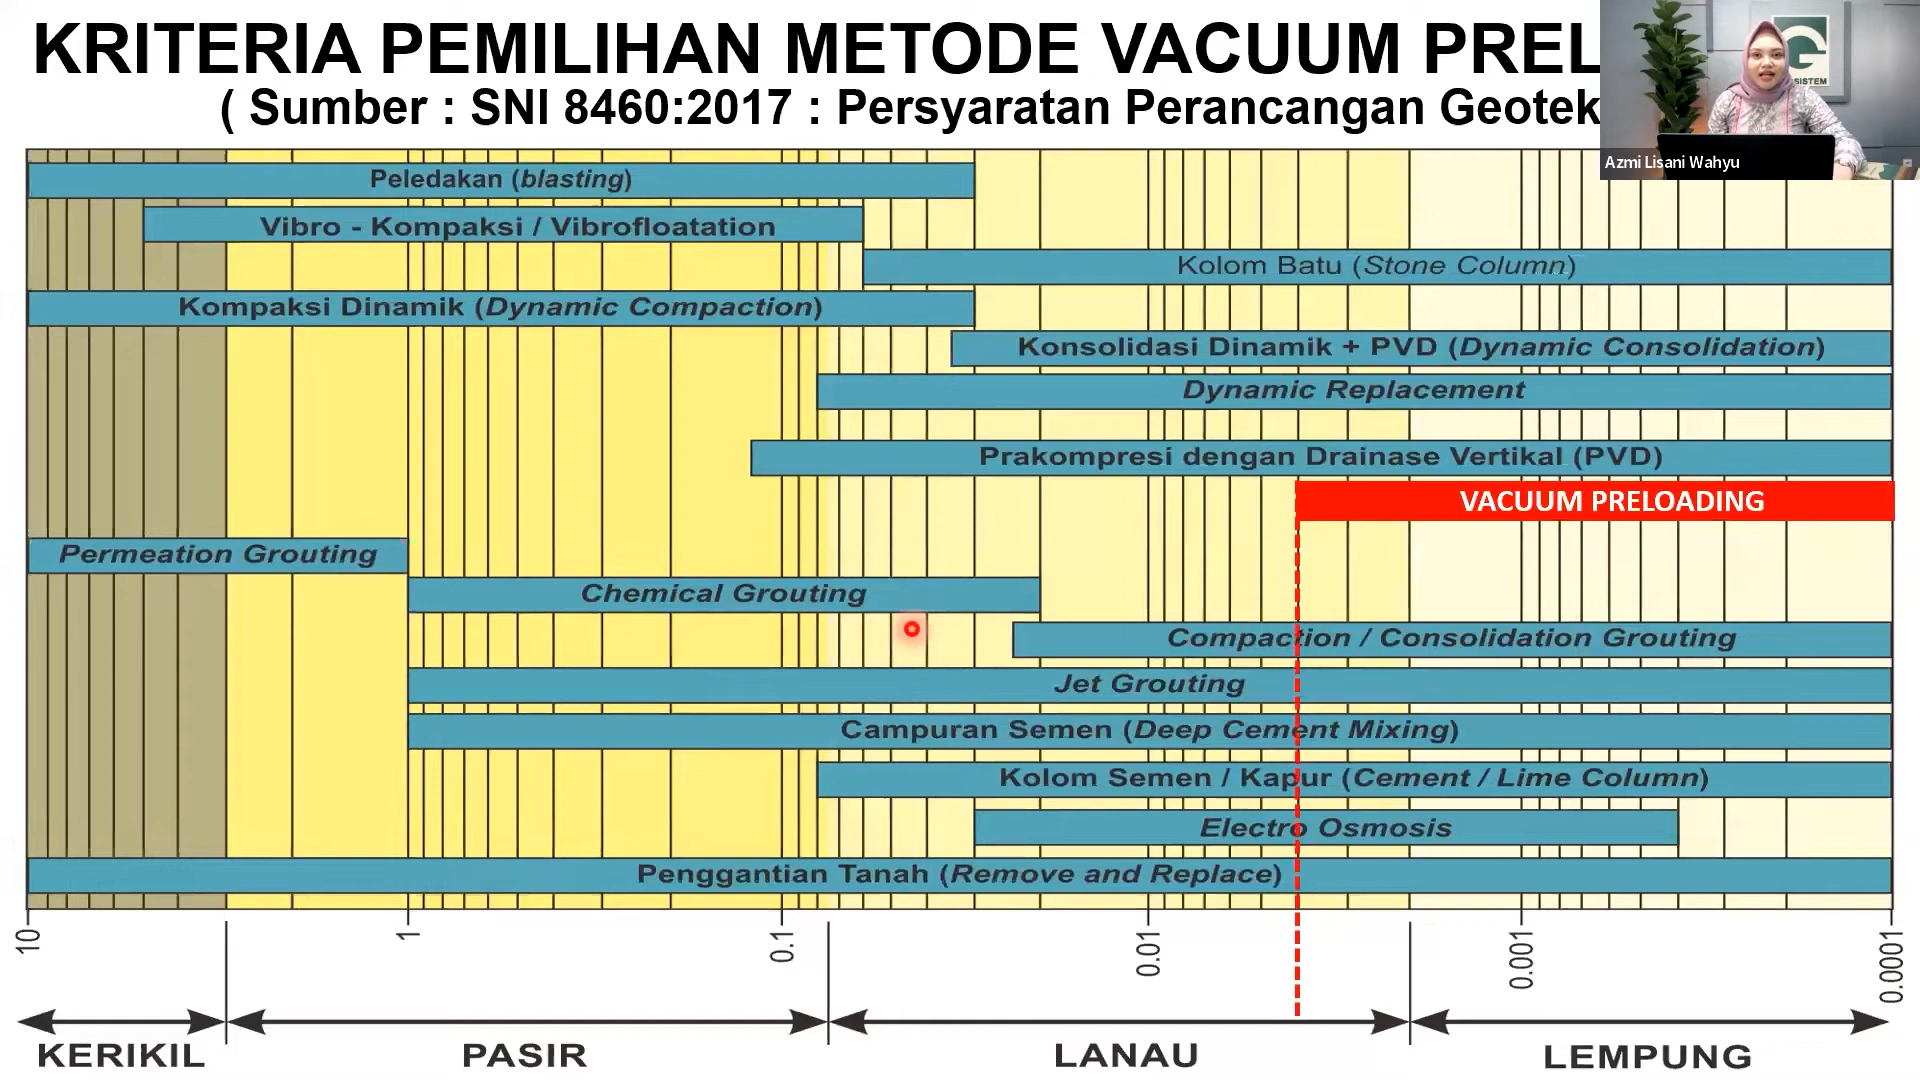 KRITERIA PEMILIHAN METODE VACUUM PREL
( Sumber : SNI 8460:2017 : Persyaratan Perancangan Geotek
SISTEM
Azmi Lisani Wahyu
Peledakan (blasting)
Vibro - Kompaksi / Vibrofloatation
Kolom Batu (Stone Column)
Kompaksi Dinamik (Dynamic Compaction)
Konsolidasi Dinamik + PVD (Dynamic Consolidation)
Dynamic Replacement
Prakompresi dengan Drainase Vertikal (PVD)
VACUUM PRELOADING
Permeation Grouting
Chemical Grouting
Compaction / Consolidation Grouting
Jet Grouting
Campuran Semen (Deep Cement Mixing)
Kolom Semen / Kapur (Cement / Lime Column)
Electro Osmosis
Penggantian Tanah (Remove and Replace)
10 1 0.1 0.01 0.001 0.0001
KERIKIL PASIR LANAU LEMPUNG